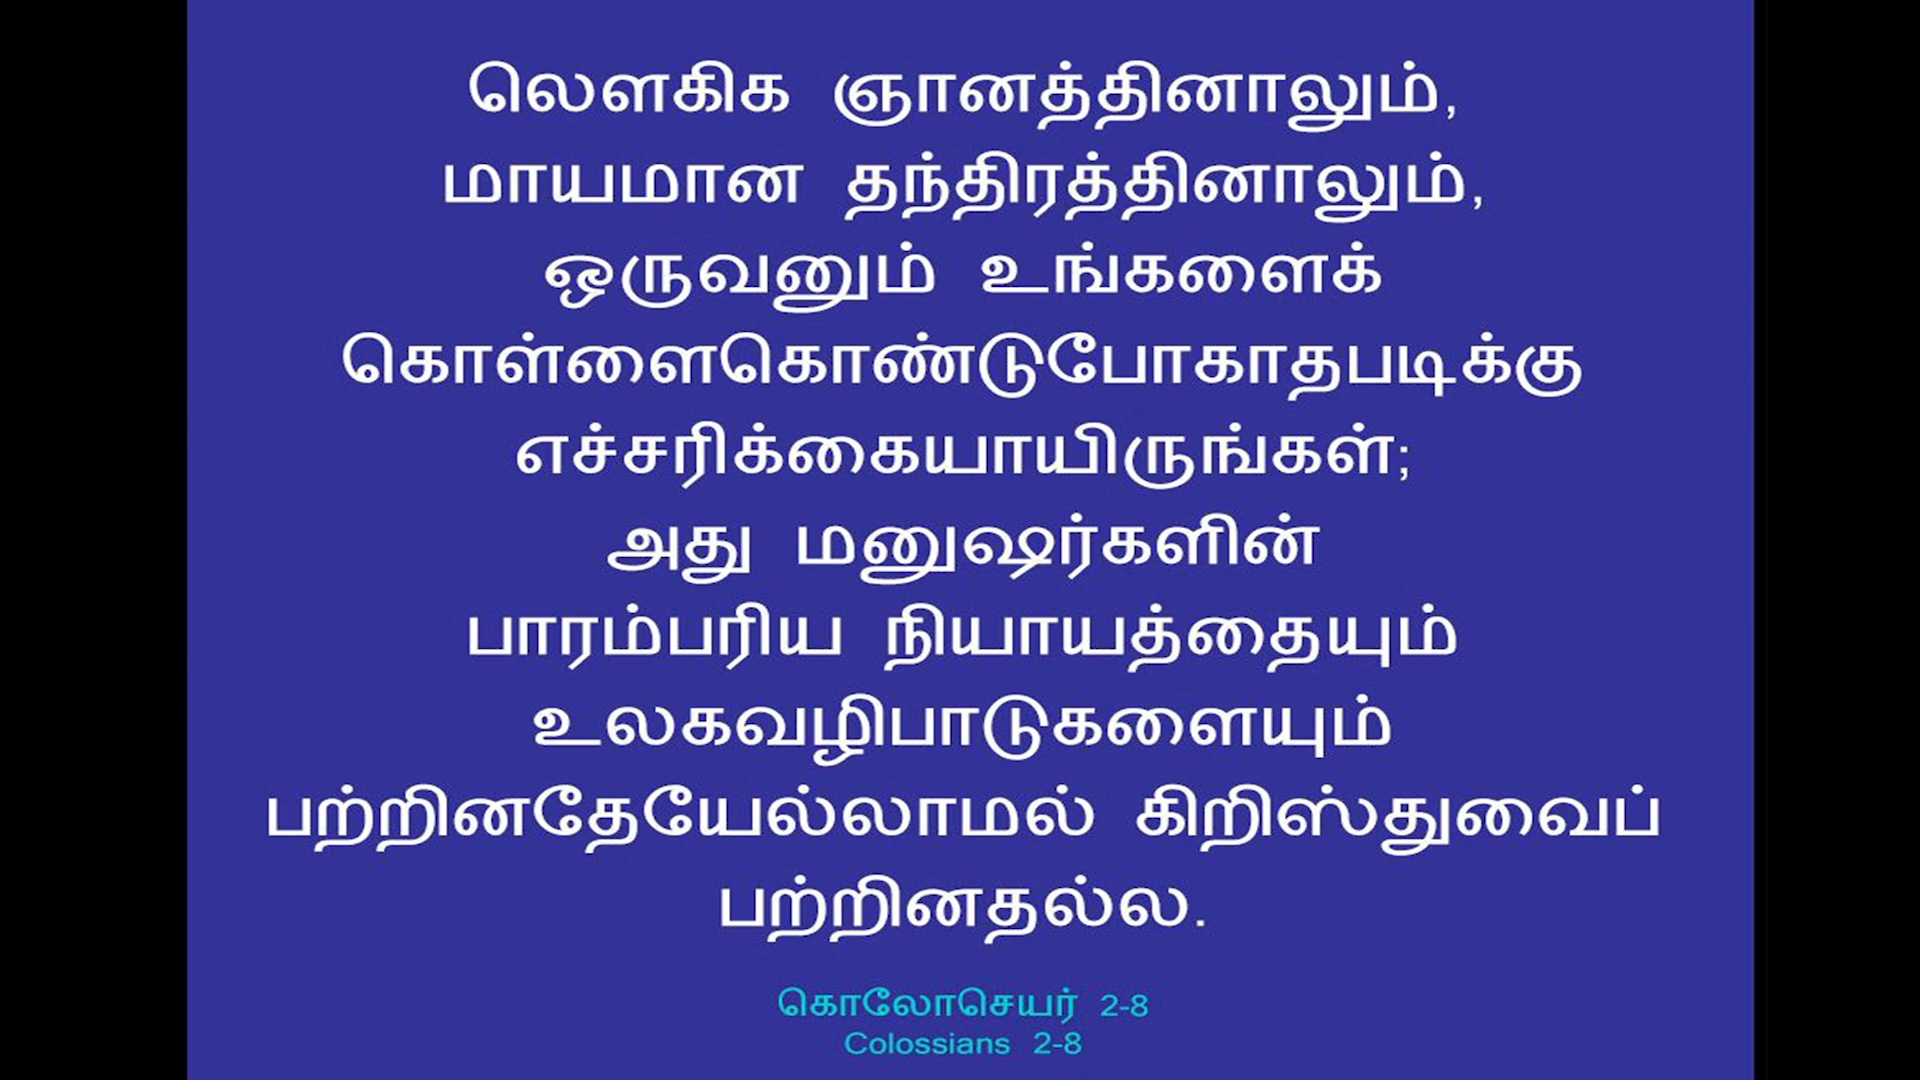 லௌகிக ஞானத்தினாலும்,
மாயமான தந்திரத்தினாலும்,
ஒருவனும் உங்களைக்
கொள்ளைகொண்டுபோகாதபடிக்கு
எச்சரிக்கையாயிருங்கள்;
அது மனுஷர்களின்
பாரம்பரிய நியாயத்தையும்
உலகவழிபாடுகளையும்
பற்றினதேயேல்லாமல் கிறிஸ்துவைப்
பற்றினதல்ல.
கொலோசெயர் 2-8
Colossians 2-8